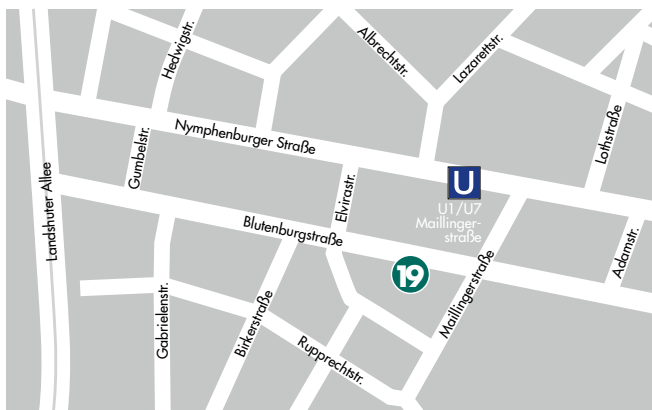 Hedwigstr.
Albrechtstr.
Lazarettstr.
Nymphenburger Straße
Lothstraße
Gumbelstr.
Landshuter Allee
Elvirastr.
U
U1/U7
Maillinger-
straße
Blutenburgstraße
19
Adamstr.
Maillingerstraße
Gabrielenstr.
Birkerstraße
Rupprechtstr.